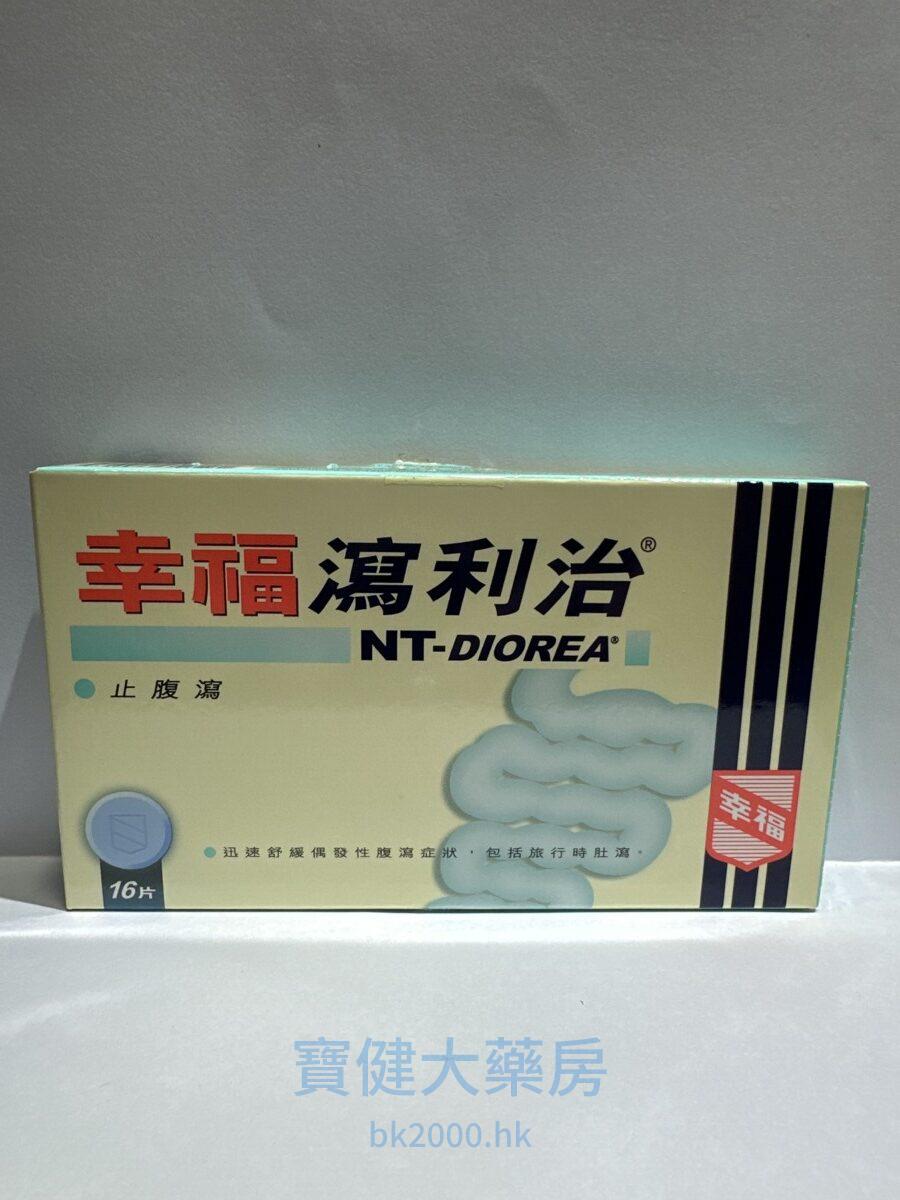 幸福 瀉利治®
NT-DIOREA®
止腹瀉
迅速舒緩偶發性腹瀉症狀，包括旅行時肚瀉。
16片
幸福
寶健大藥房
bk2000.hk